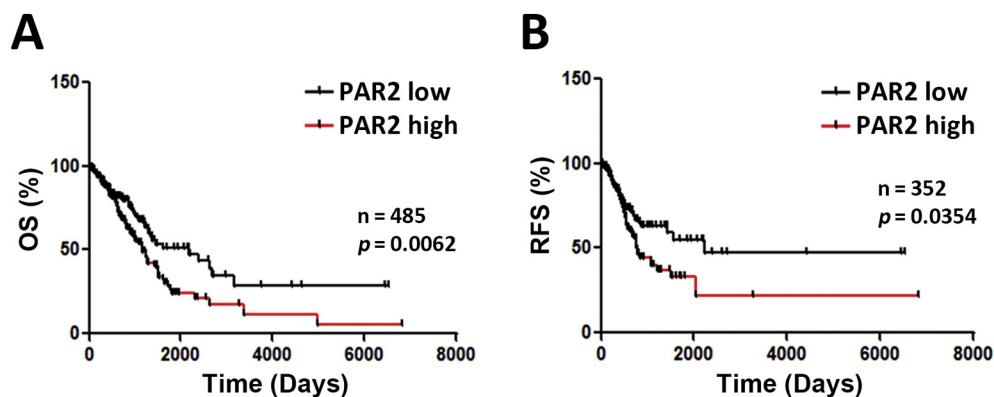 A
150
100
50
0
OS (%)
PAR2 low
PAR2 high
n = 485
p = 0.0062
0 2000 4000 6000 8000
Time (Days)
B
150
100
50
0
RFS (%)
PAR2 low
PAR2 high
n = 352
p = 0.0354
0 2000 4000 6000 8000
Time (Days)